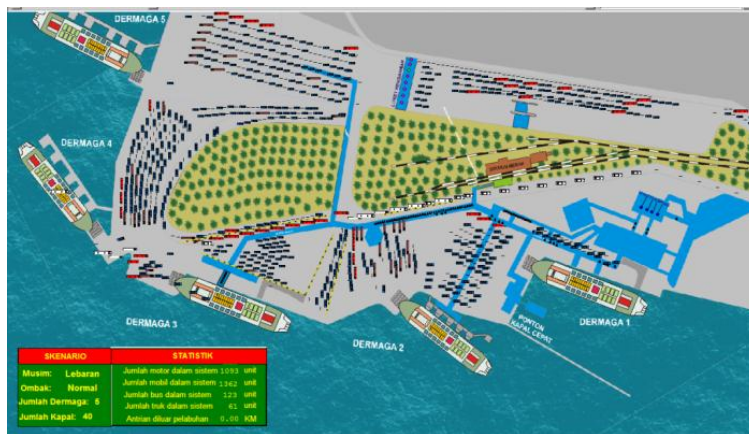 DERMAGA 5
DERMAGA 4
DERMAGA 3
DERMAGA 2
DERMAGA 1
PONTON
KAPAL CEPAT
SKENARIO
Musim: Lebaran
Ombak: Normal
Jumlah Dermaga: 5
Jumlah Kapal: 40
STATISTIK
Jumlah motor dalam sistem 1093 unit
Jumlah mobil dalam sistem 1362 unit
Jumlah bus dalam sistem 123 unit
Jumlah truk dalam sistem 61 unit
Antrian diluar pelabuhan 0.00 KM